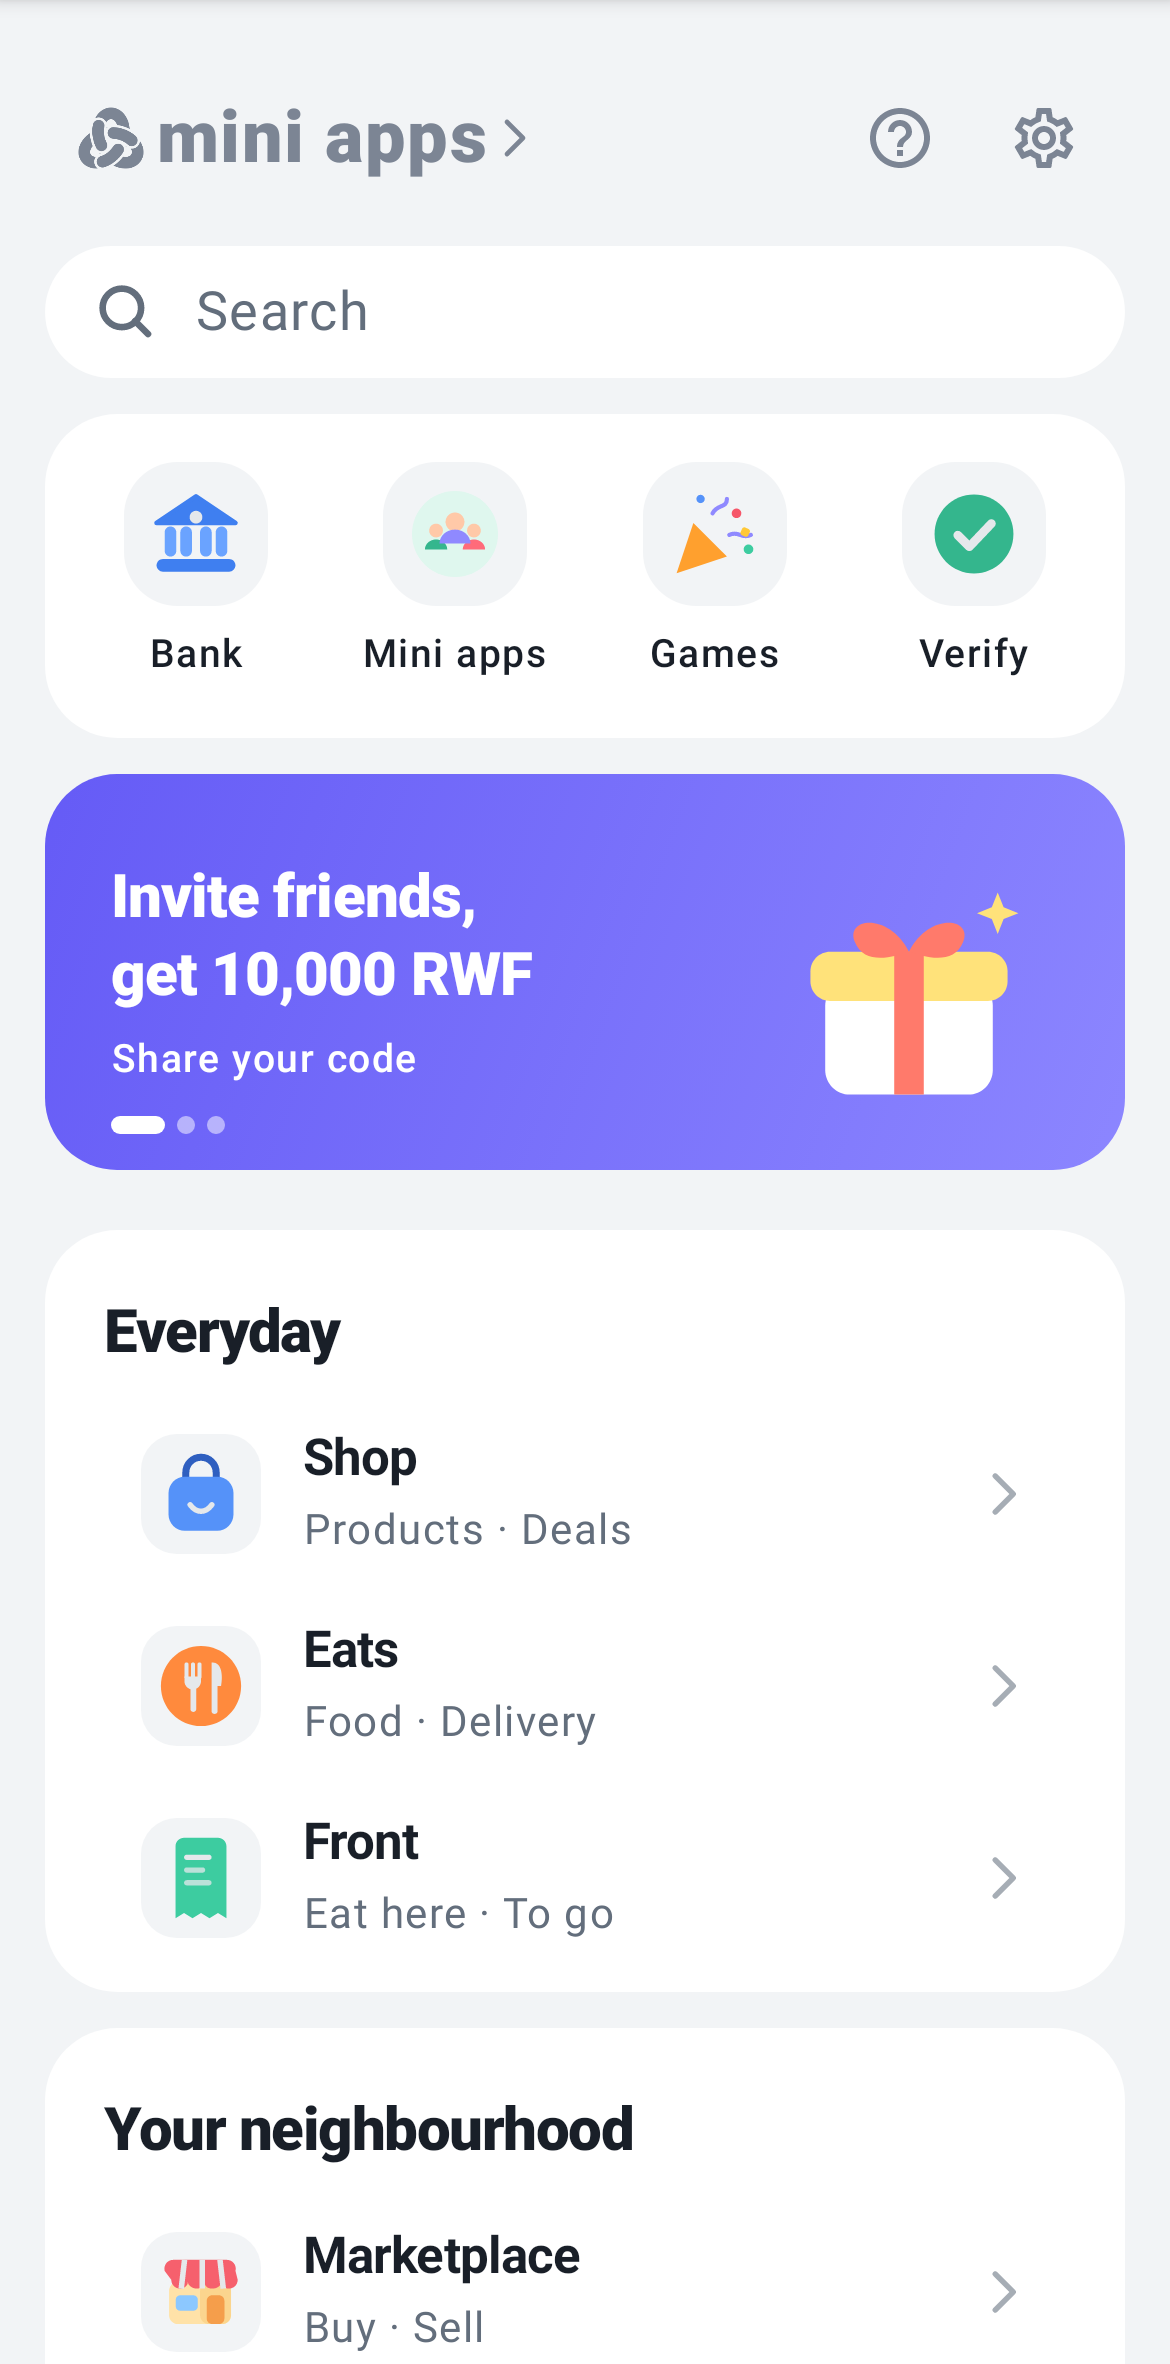 mini apps
Search
Bank
Mini apps
Games
Verify
Invite friends,
get 10,000 RWF
Share your code
Everyday
Shop
Products · Deals
Eats
Food · Delivery
Front
Eat here · To go
Your neighbourhood
Marketplace
Buy · Sell